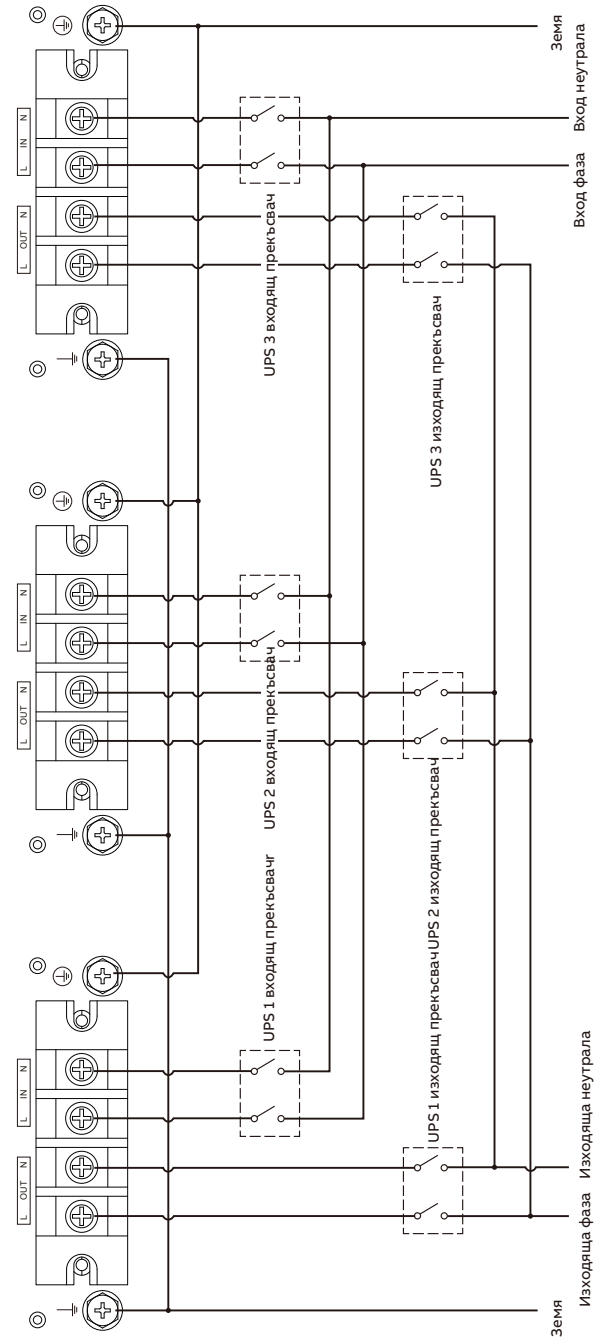 Земя
Вход неутрала
Вход фаза
N
IN
L
N
OUT
L
UPS 3 входящ прекъсвач
UPS 3 изходящ прекъсвач
N
IN
L
N
OUT
L
UPS 2 входящ прекъсвач
UPS 2 изходящ прекъсвач
N
IN
L
N
OUT
L
UPS 1 входящ прекъсвачr
UPS 1 изходящ прекъсвач
Изходяща неутрала
Изходяща фаза
Земя